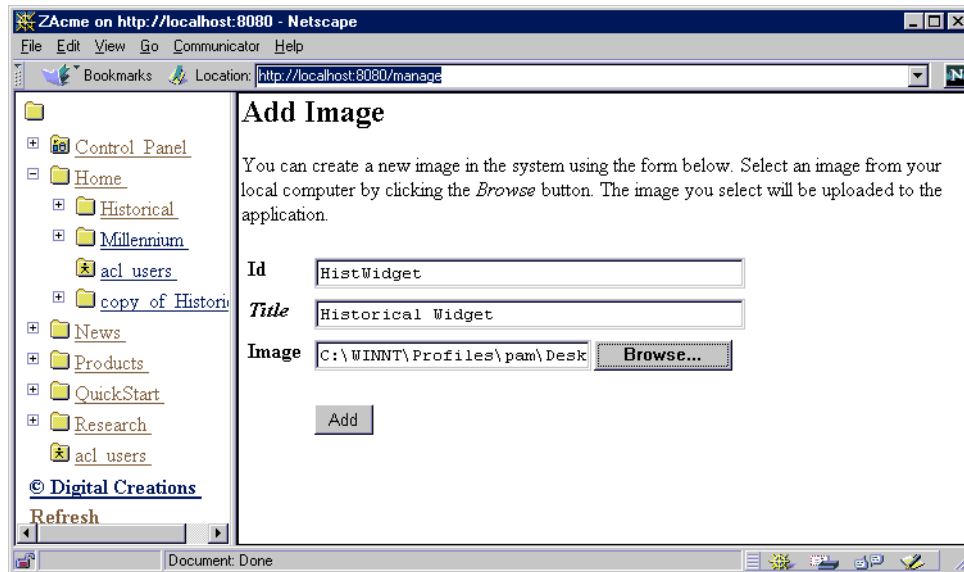 ZAcme on http://localhost:8080 - Netscape
File Edit View Go Communicator Help
Bookmarks Location: http://localhost:8080/manage
N
Control Panel
Home
Historical
Millennium
acl users
copy of Histori
News
Products
QuickStart
Research
acl users
© Digital Creations
Refresh
Add Image
You can create a new image in the system using the form below. Select an image from your
local computer by clicking the Browse button. The image you select will be uploaded to the
application.
Id HistWidget
Title Historical Widget
Image C:\WINNT\Profiles\pam\Desk Browse...
Add
Document: Done